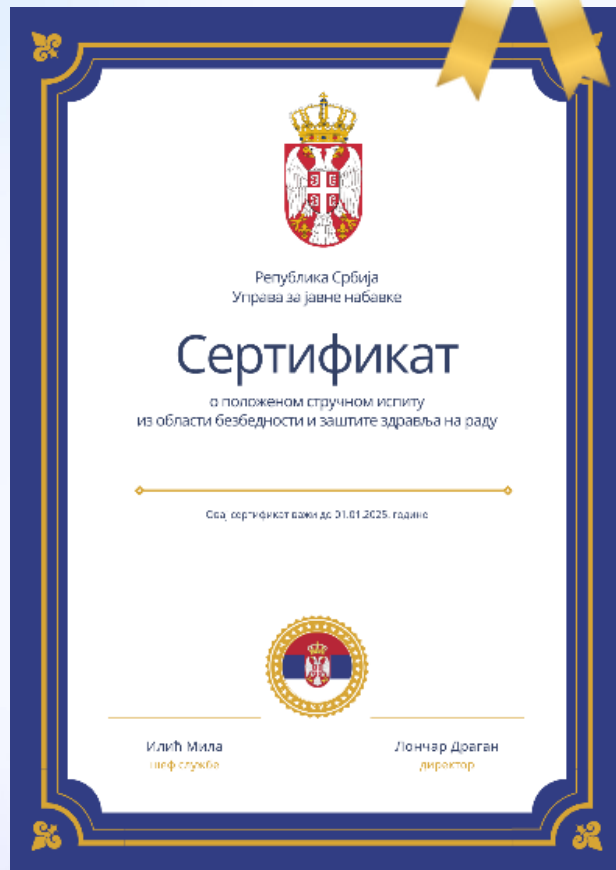 Република Србија
Управа за јавне набавке
Сертификат
о положеном стручном испиту
из области безбедности и заштите здравља на раду
Овај сертификат важи до 01.01.2025. године
Илић Мила
шеф службе
Лончар Драган
директор